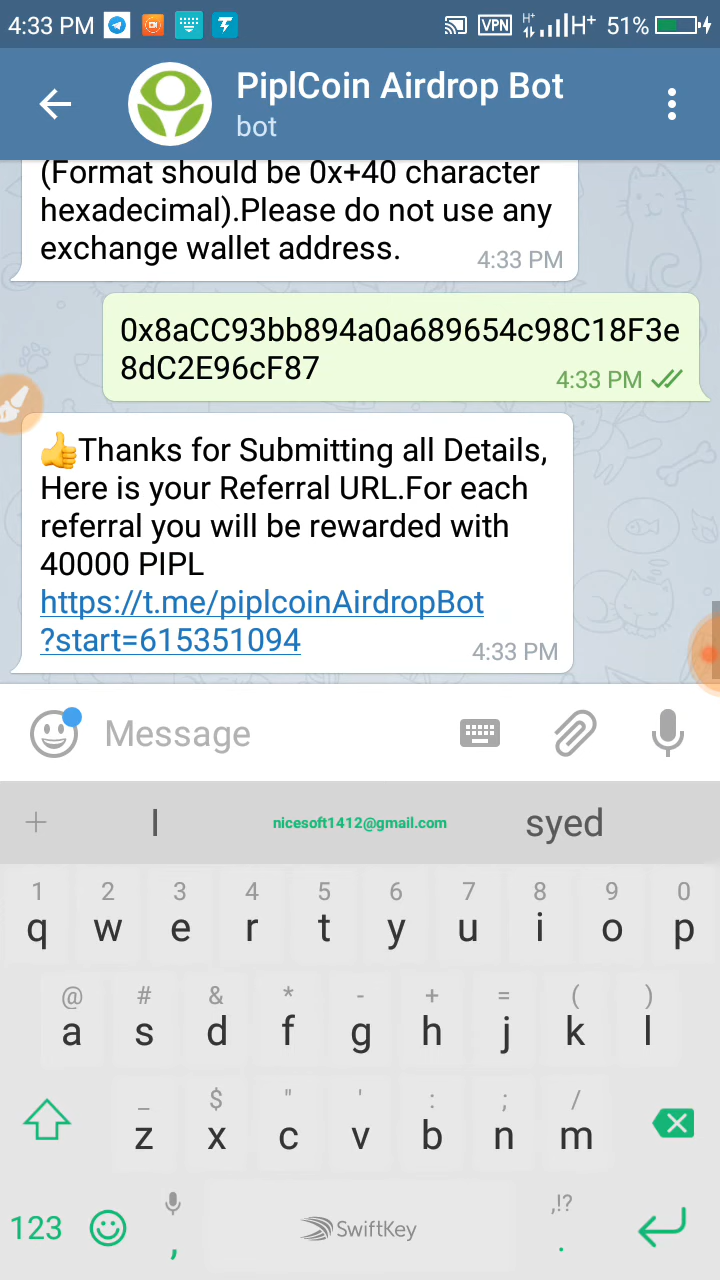 4:33 PM VPN H+ H+ 51%
PiplCoin Airdrop Bot
bot
(Format should be 0x+40 character
hexadecimal).Please do not use any
exchange wallet address.
4:33 PM
0x8aCC93bb894a0a689654c98C18F3e
8dC2E96cF87
4:33 PM
👍Thanks for Submitting all Details,
Here is your Referral URL.For each
referral you will be rewarded with
40000 PIPL
https://t.me/piplcoinAirdropBot
?start=615351094
4:33 PM
Message
+ I nicesoft1412@gmail.com syed
1 2 3 4 5 6 7 8 9 0
q w e r t y u i o p
@ # & * - + = ( )
a s d f g h j k l
_ $ " ' : ; /
z x c v b n m
,!?
123 , SwiftKey .